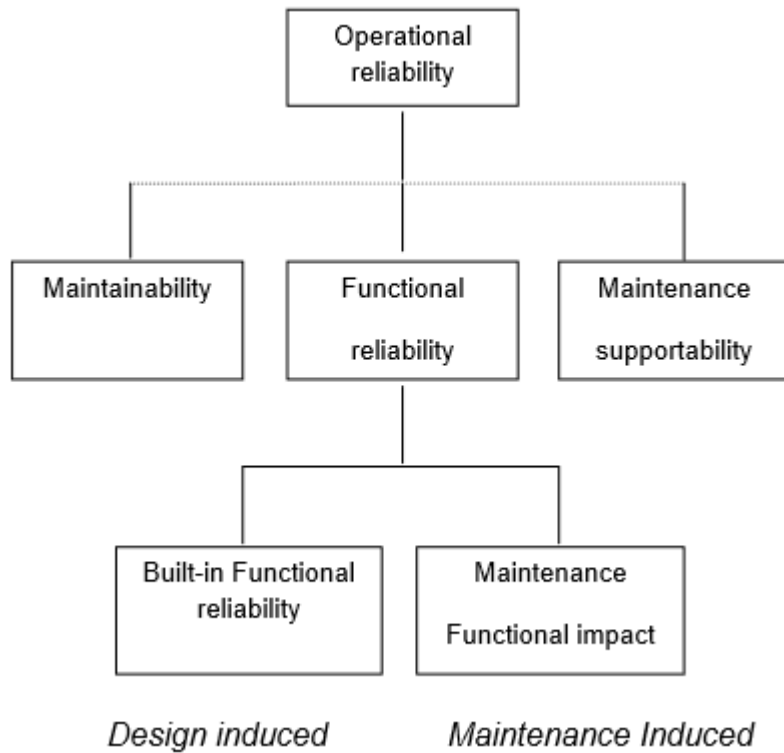 Operational
reliability
Maintainability
Functional
reliability
Maintenance
supportability
Built-in Functional
reliability
Maintenance
Functional impact
Design induced
Maintenance Induced